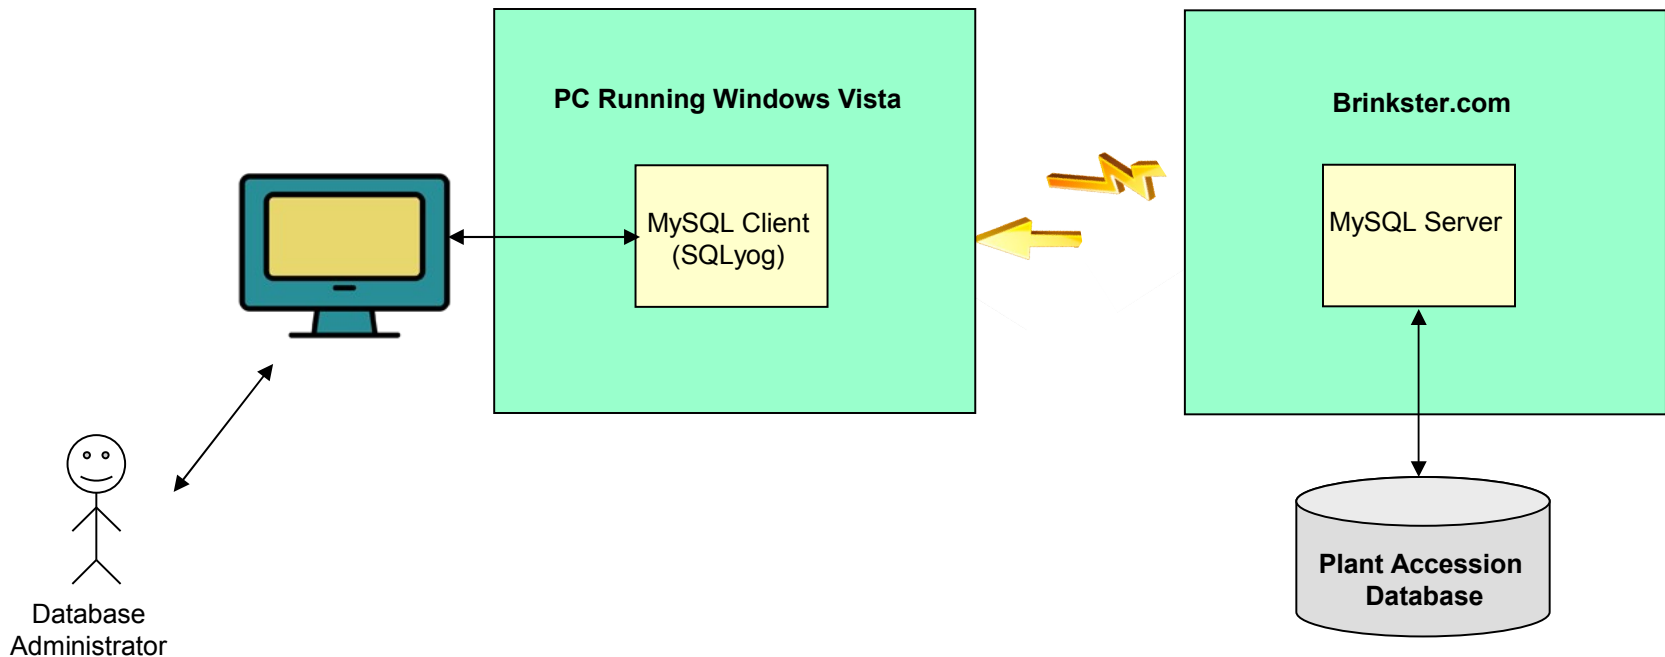 PC Running Windows Vista
Brinkster.com
MySQL Client
(SQLyog)
MySQL Server
Plant Accession
Database
Database
Administrator